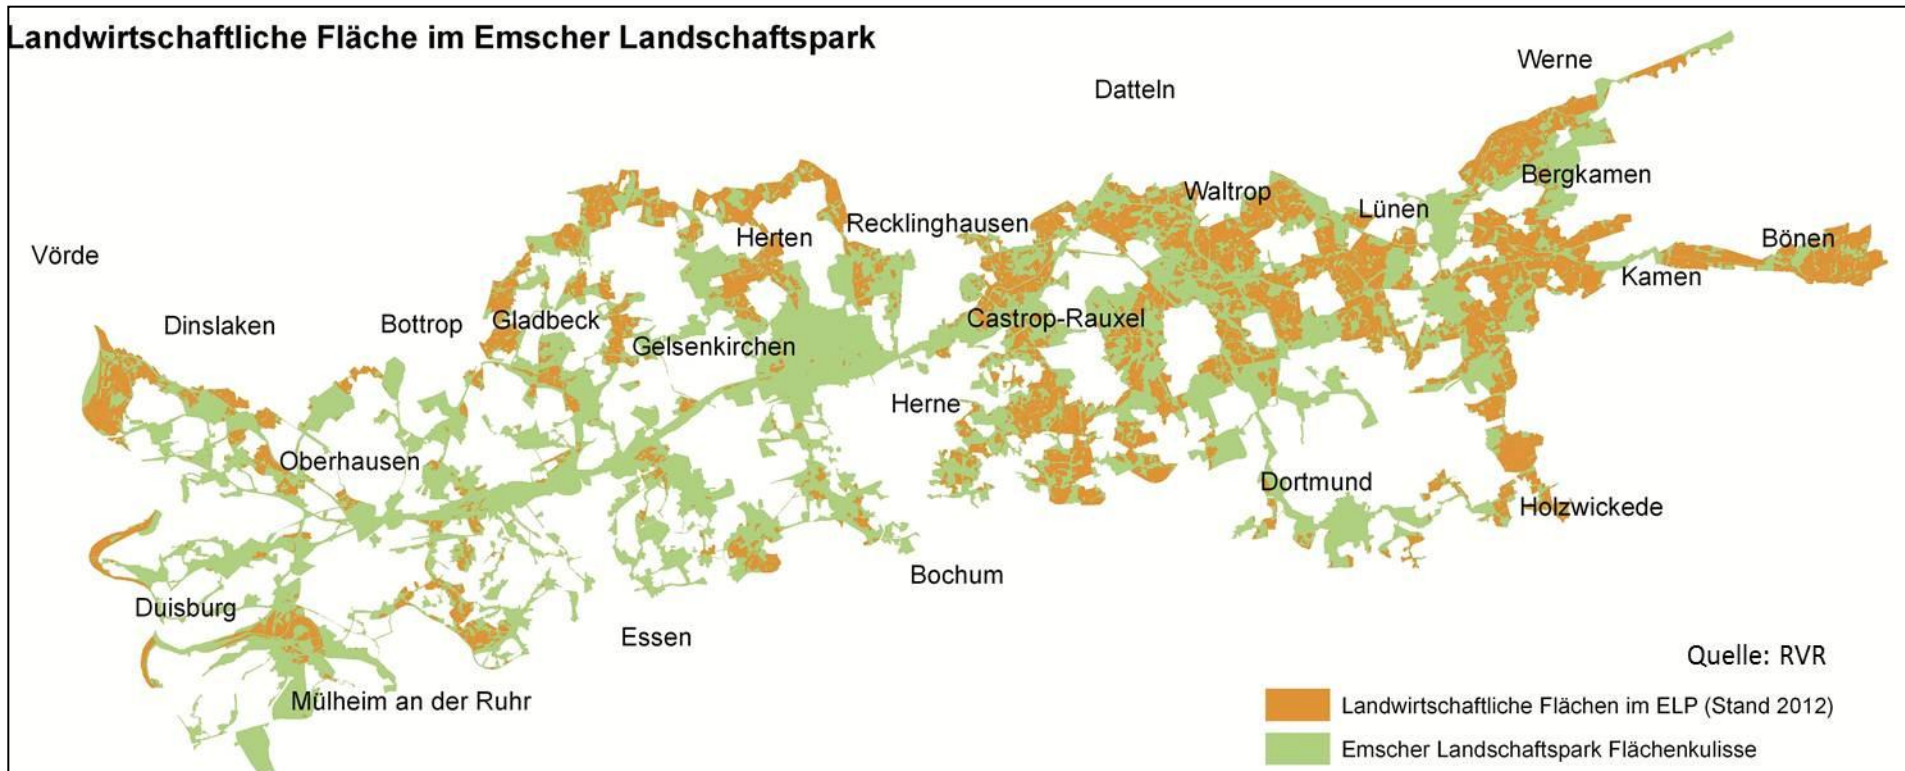 Landwirtschaftliche Fläche im Emscher Landschaftspark
Werne
Datteln
Bergkamen
Waltrop
Lünen
Recklinghausen
Herten
Bönen
Vörde
Kamen
Dinslaken
Bottrop
Gladbeck
Castrop-Rauxel
Gelsenkirchen
Herne
Oberhausen
Dortmund
Holzwickede
Bochum
Duisburg
Essen
Quelle: RVR
Mülheim an der Ruhr
Landwirtschaftliche Flächen im ELP (Stand 2012)
Emscher Landschaftspark Flächenkulisse